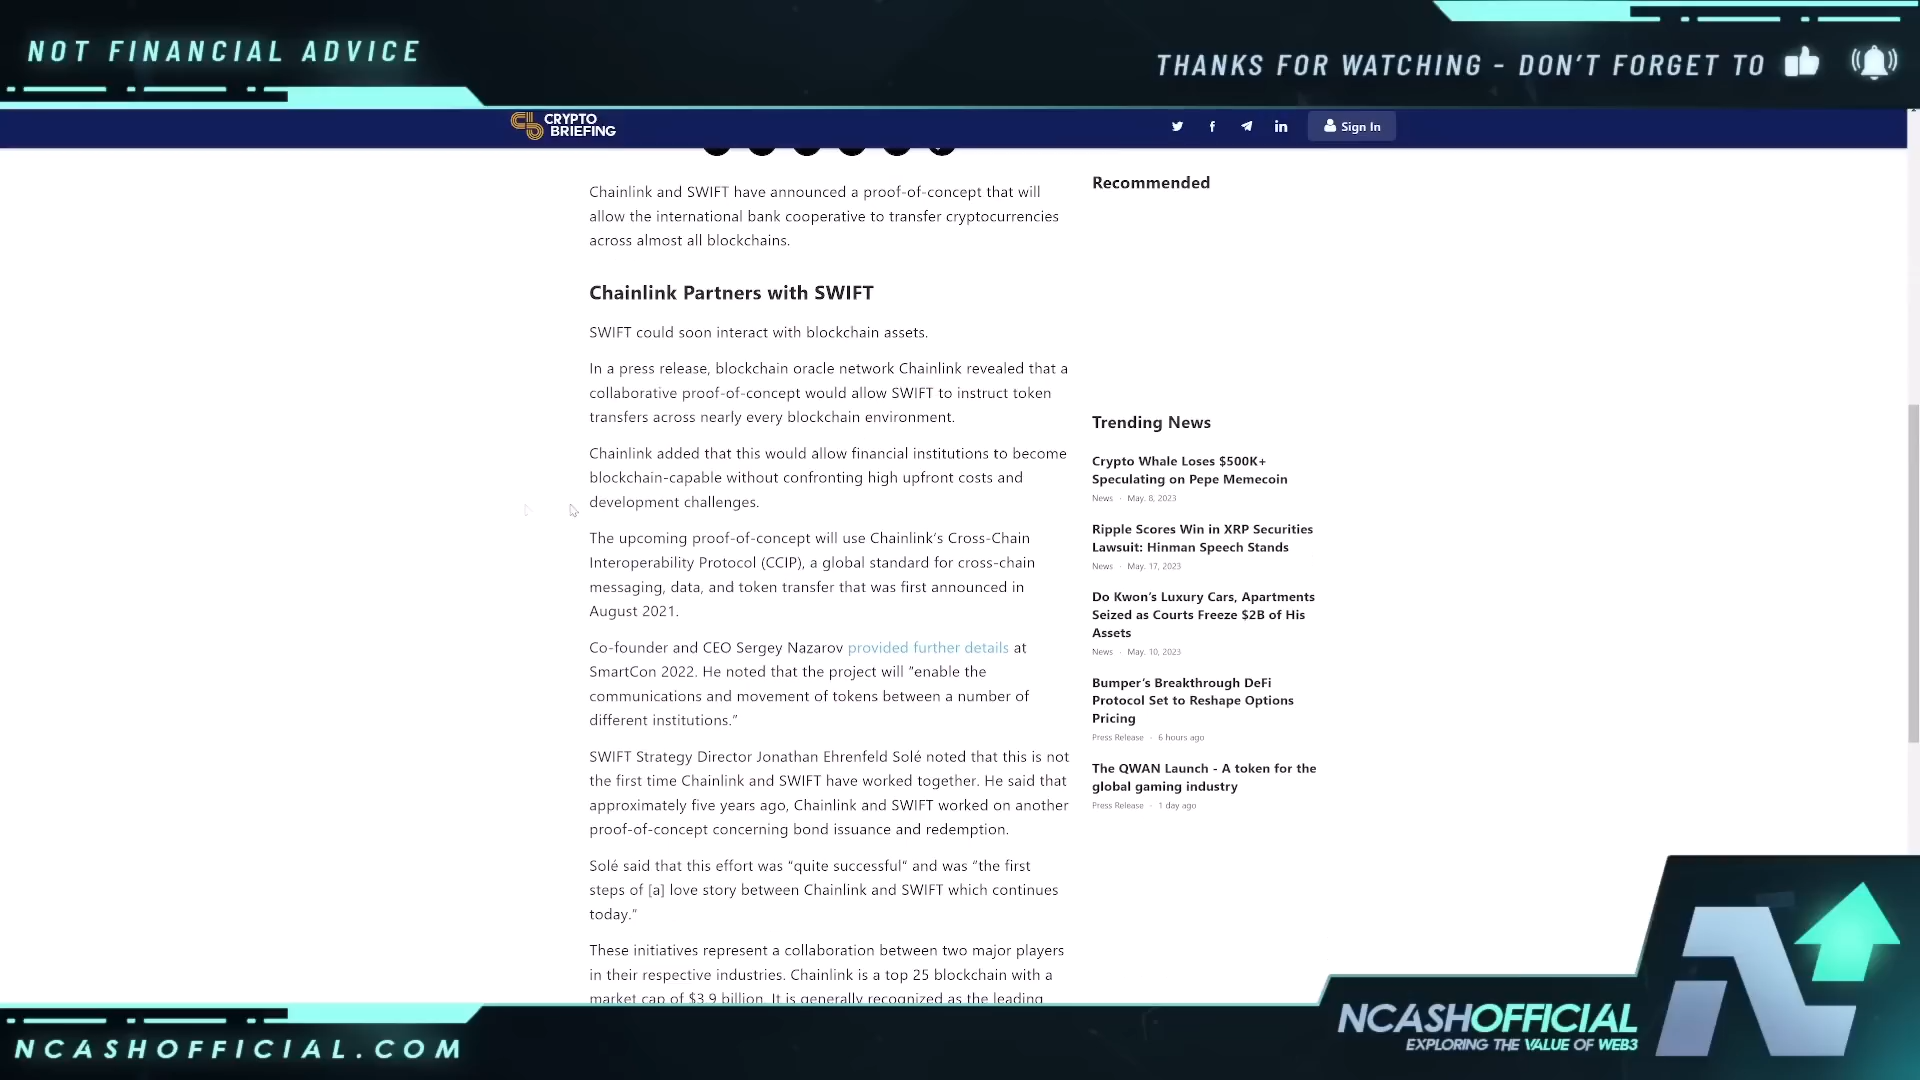 NOT FINANCIAL ADVICE
THANKS FOR WATCHING - DON'T FORGET TO
CRYPTO
BRIEFING
Sign In
Chainlink and SWIFT have announced a proof-of-concept that will
allow the international bank cooperative to transfer cryptocurrencies
across almost all blockchains.
Chainlink Partners with SWIFT
SWIFT could soon interact with blockchain assets.
In a press release, blockchain oracle network Chainlink revealed that a
collaborative proof-of-concept would allow SWIFT to instruct token
transfers across nearly every blockchain environment.
Chainlink added that this would allow financial institutions to become
blockchain-capable without confronting high upfront costs and
development challenges.
The upcoming proof-of-concept will use Chainlink's Cross-Chain
Interoperability Protocol (CCIP), a global standard for cross-chain
messaging, data, and token transfer that was first announced in
August 2021.
Co-founder and CEO Sergey Nazarov provided further details at
SmartCon 2022. He noted that the project will "enable the
communications and movement of tokens between a number of
different institutions."
SWIFT Strategy Director Jonathan Ehrenfeld Solé noted that this is not
the first time Chainlink and SWIFT have worked together. He said that
approximately five years ago, Chainlink and SWIFT worked on another
proof-of-concept concerning bond issuance and redemption.
Solé said that this effort was "quite successful" and was "the first
steps of [a] love story between Chainlink and SWIFT which continues
today."
These initiatives represent a collaboration between two major players
in their respective industries. Chainlink is a top 25 blockchain with a
market cap of $3.9 billion. It is generally recognized as the leading
Recommended
Trending News
Crypto Whale Loses $500K+
Speculating on Pepe Memecoin
News · May. 8, 2023
Ripple Scores Win in XRP Securities
Lawsuit: Hinman Speech Stands
News · May. 17, 2023
Do Kwon's Luxury Cars, Apartments
Seized as Courts Freeze $2B of His
Assets
News · May. 10, 2023
Bumper's Breakthrough DeFi
Protocol Set to Reshape Options
Pricing
Press Release · 6 hours ago
The QWAN Launch - A token for the
global gaming industry
Press Release · 1 day ago
NCASHOFFICIAL.COM
NCASHOFFICIAL
EXPLORING THE VALUE OF WEB3